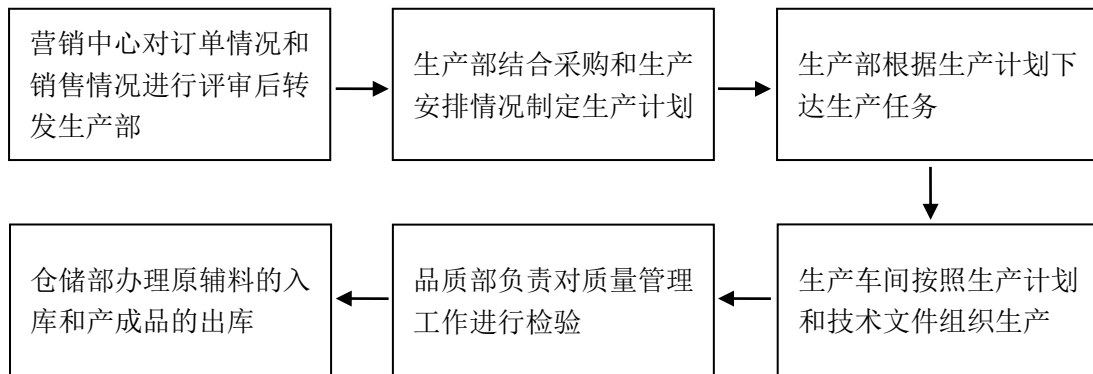 营销中心对订单情况和
销售情况进行评审后转
发生产部
生产部结合采购和生产
安排情况制定生产计划
生产部根据生产计划下
达生产任务
生产车间按照生产计划
和技术文件组织生产
品质部负责对质量管理
工作进行检验
仓储部办理原辅料的入
库和产成品的出库